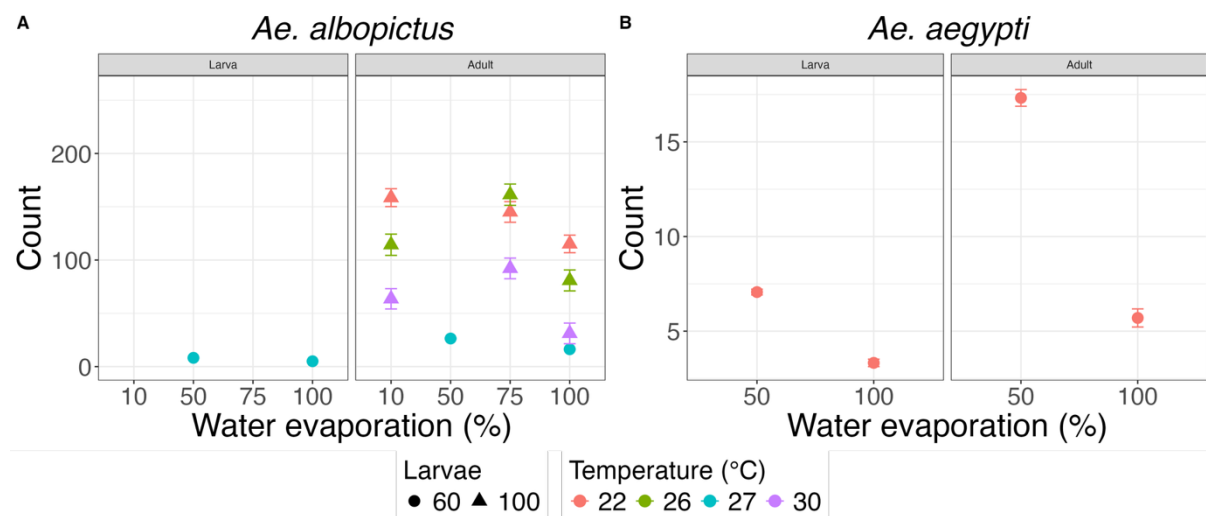 A
Ae. albopictus
Larva
Adult
Count
200
100
0
10 50 75 100
10 50 75 100
Water evaporation (%)
B
Ae. aegypti
Larva
Adult
Count
15
10
5
50 100
50 100
Water evaporation (%)
Larvae
60 100
Temperature (°C)
22 26 27 30